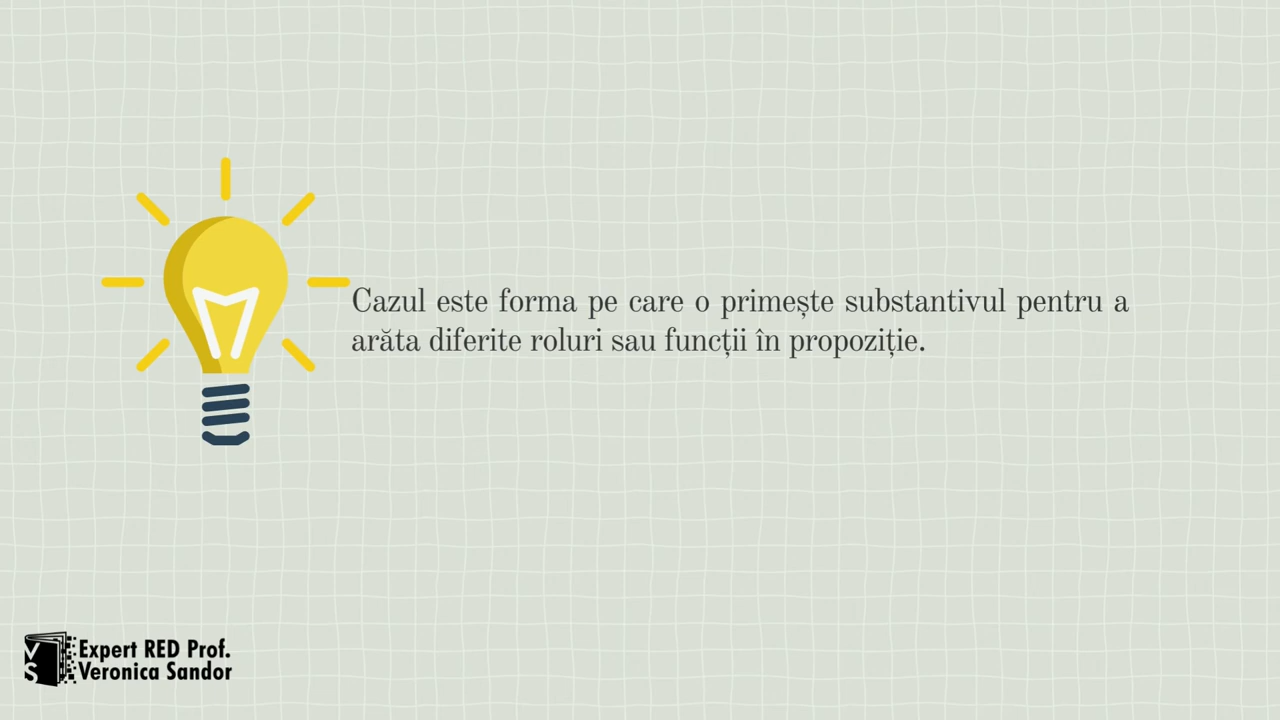 Cazul este forma pe care o primește substantivul pentru a
arăta diferite roluri sau funcții în propoziție.
VS
Expert RED Prof.
Veronica Sandor